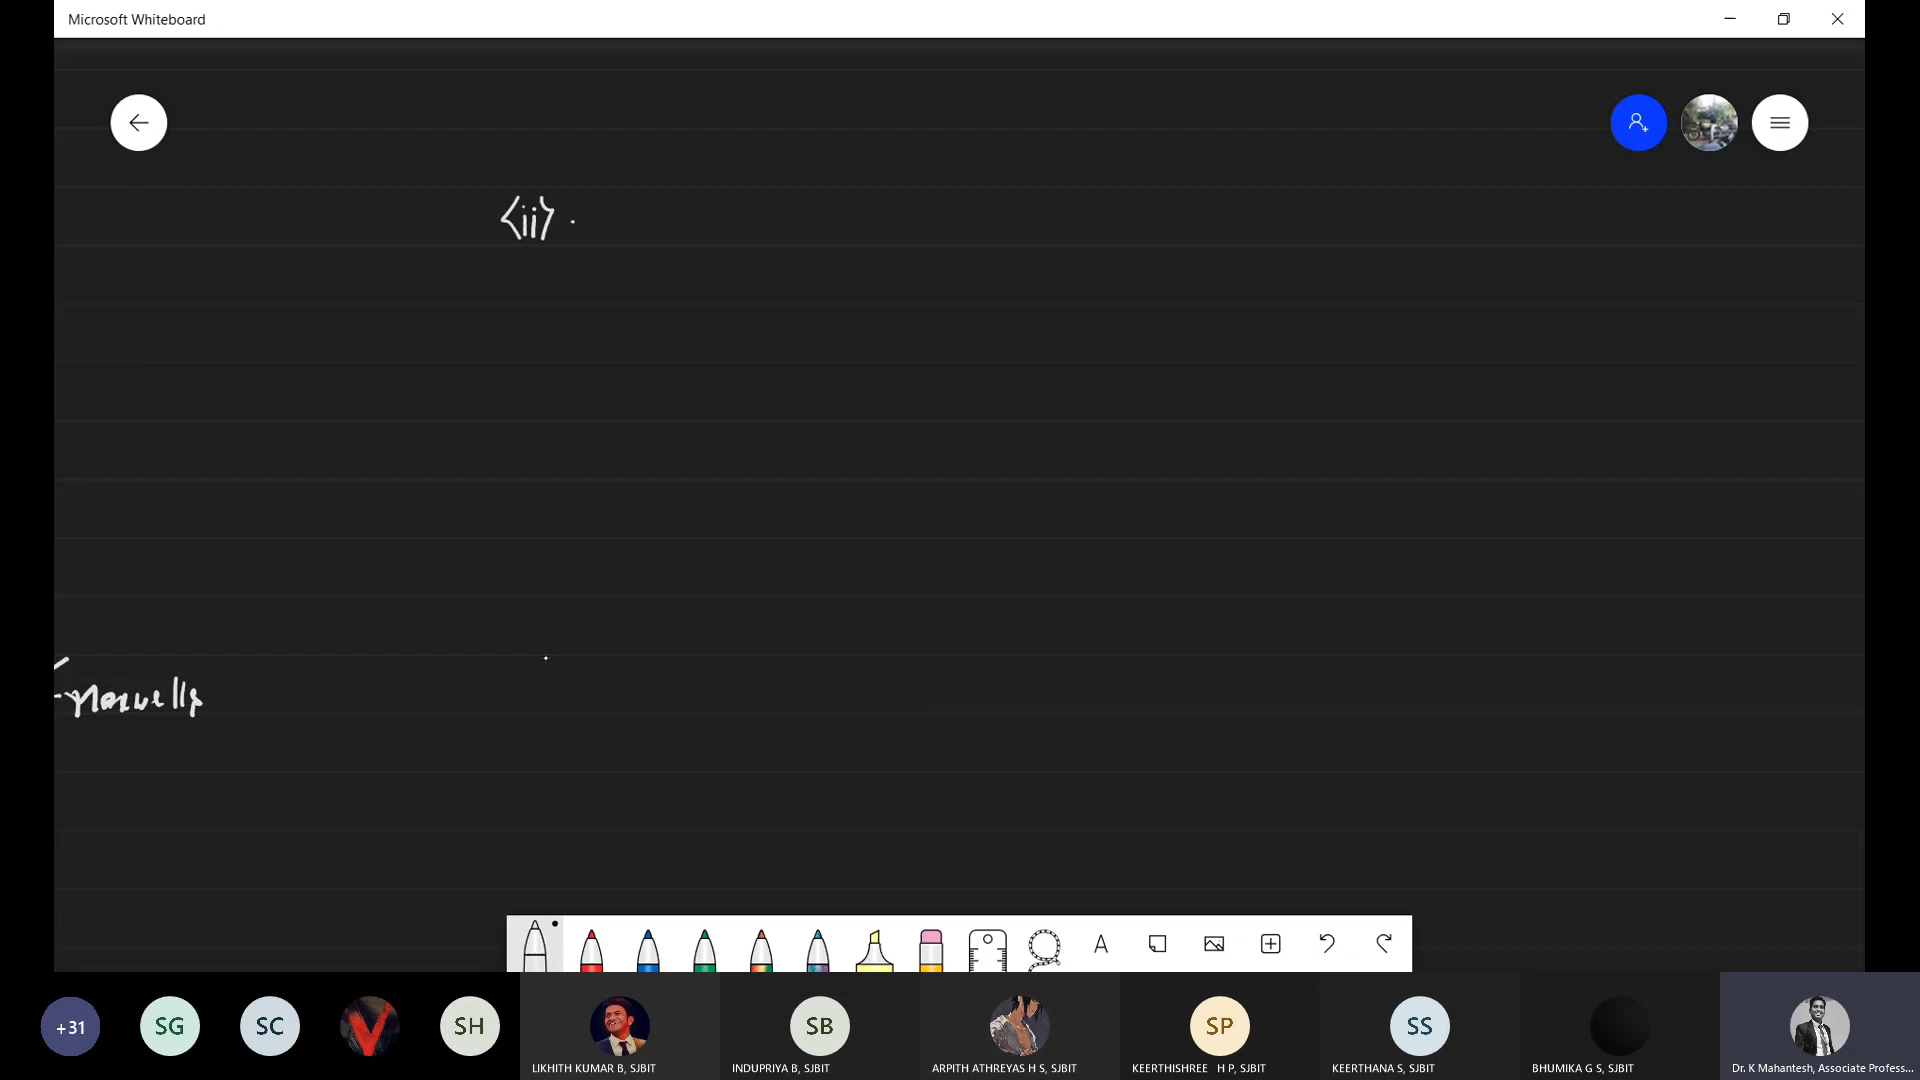 Microsoft Whiteboard
<ii> .
Maxwells
+31
SG
SC
SH
SB
SP
SS
LIKHITH KUMAR B, SJBIT
INDUPRIYA B, SJBIT
ARPITH ATHREYAS H S, SJBIT
KEERTHISHREE H P, SJBIT
KEERTHANA S, SJBIT
BHUMIKA G S, SJBIT
Dr. K Mahantesh, Associate Profess...